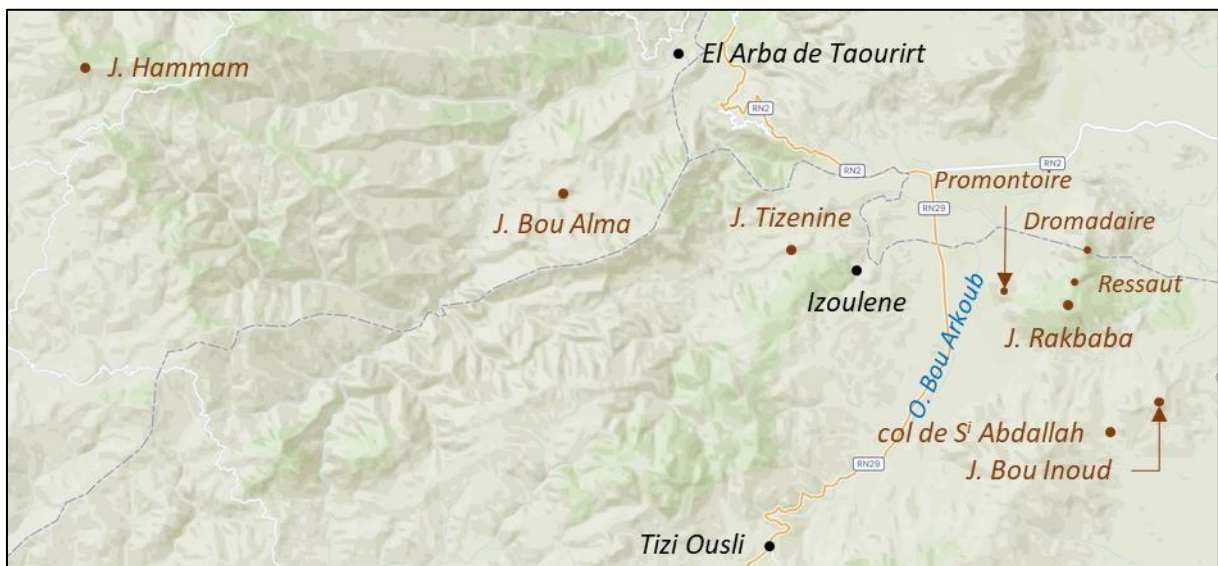 El Arba de Taourirt
J. Hammam
RN2
RN2
RN2
Promontoire
J. Bou Alma
J. Tizenine
RN29
Dromadaire
Izoulene
Ressaut
J. Rakbaba
O. Bou Arkoub
col de Sⁱ Abdallah
RN29
J. Bou Inoud
Tizi Ousli